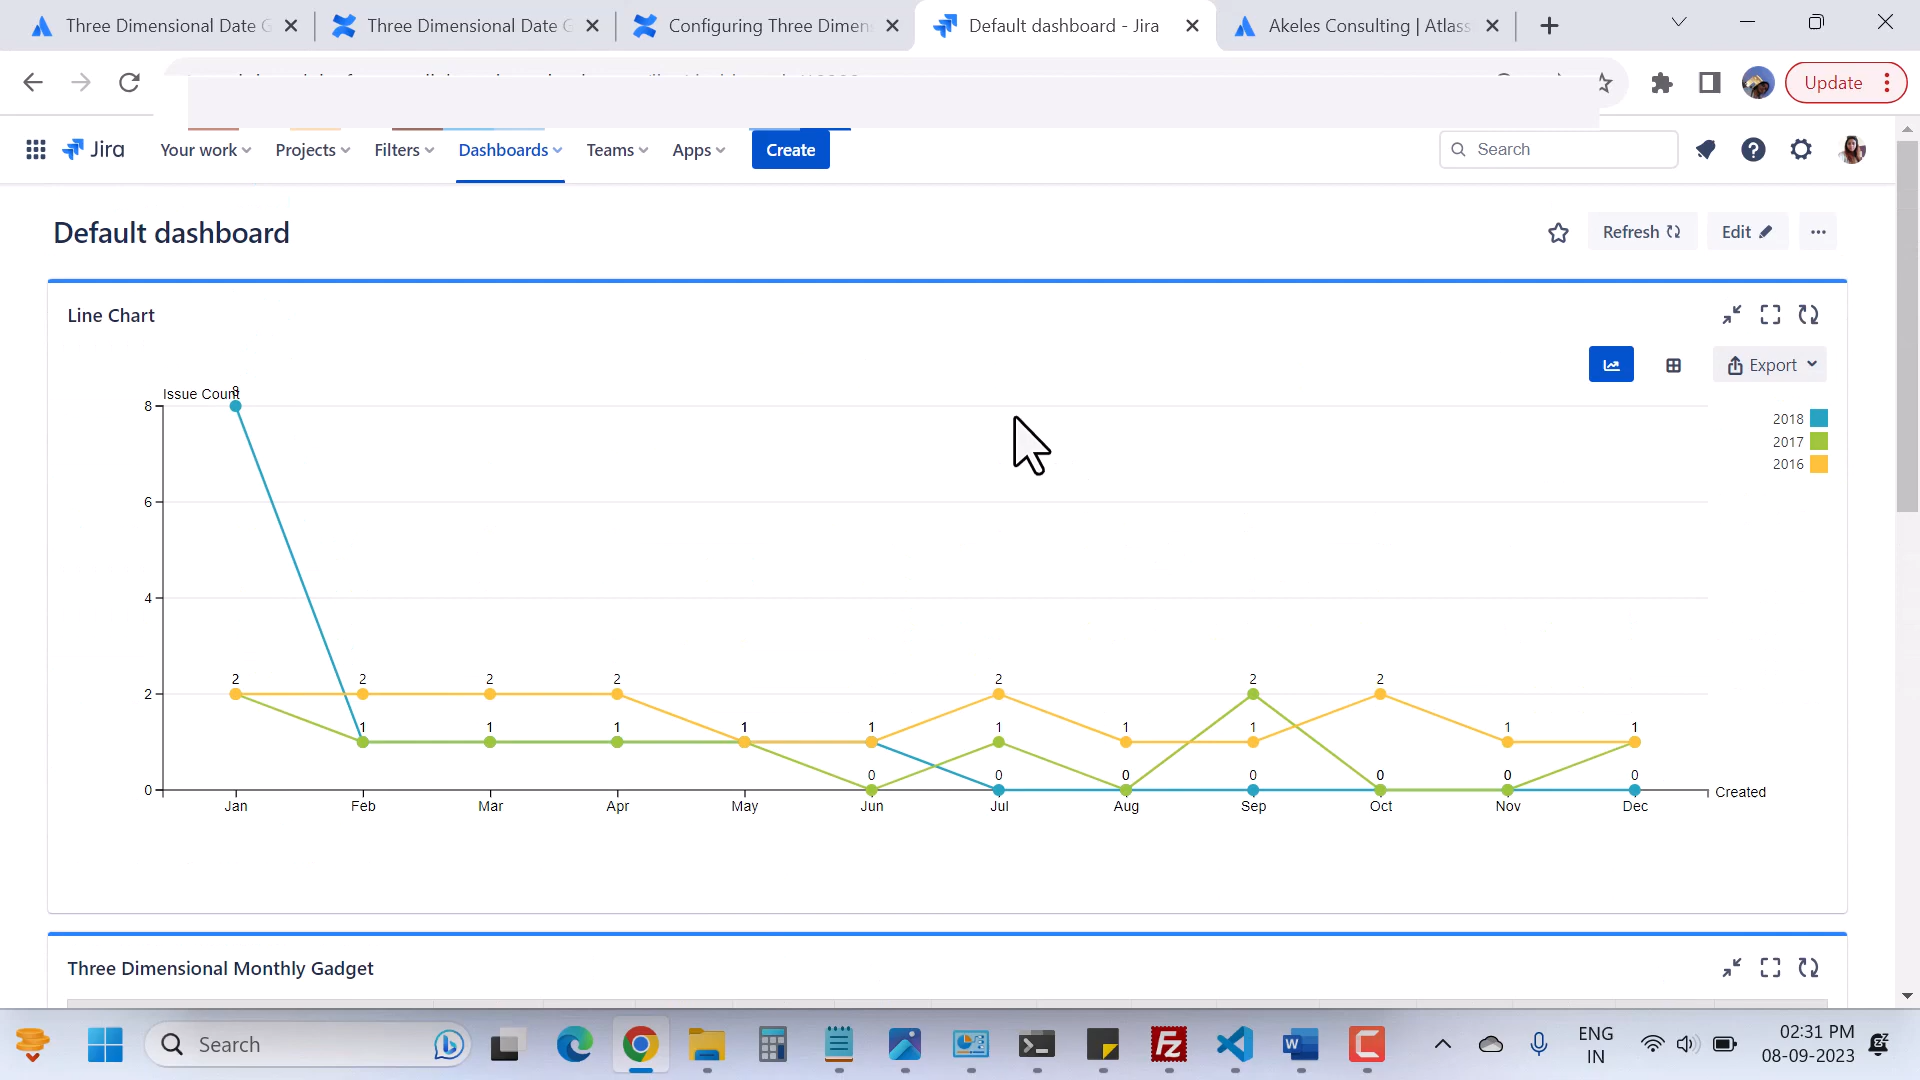 Three Dimensional Date G
Three Dimensional Date G
Configuring Three Dimen
Default dashboard - Jira
Akeles Consulting | Atlass
Update
Jira
Your work
Projects
Filters
Dashboards
Teams
Apps
Create
Search
Default dashboard
Refresh
Edit
Line Chart
Export
Issue Count
8
8
2018
2017
2016
6
4
2
2 2 2 2 2 2 2
1 1 1 1 1 1 1 1 1 1
0
0 0 0 0 0 0 0
Jan Feb Mar Apr May Jun Jul Aug Sep Oct Nov Dec
Created
Three Dimensional Monthly Gadget
Search
ENG
IN
02:31 PM
08-09-2023